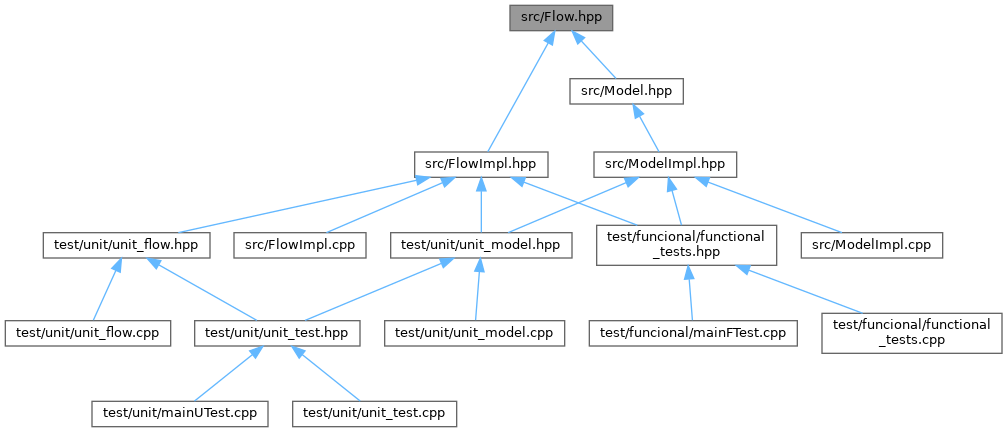 src/Flow.hpp
src/Model.hpp
src/FlowImpl.hpp
src/ModelImpl.hpp
test/unit/unit_flow.hpp
src/FlowImpl.cpp
test/unit/unit_model.hpp
test/funcional/functional
_tests.hpp
src/ModelImpl.cpp
test/unit/unit_flow.cpp
test/unit/unit_test.hpp
test/unit/unit_model.cpp
test/funcional/mainFTest.cpp
test/funcional/functional
_tests.cpp
test/unit/mainUTest.cpp
test/unit/unit_test.cpp